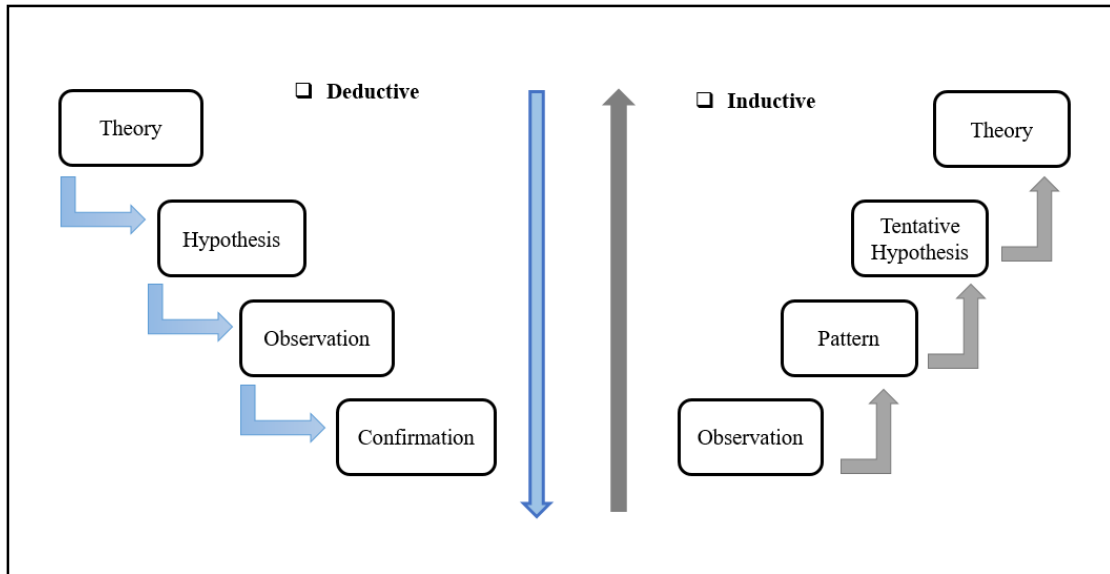 Deductive
Theory
Hypothesis
Observation
Confirmation
Inductive
Theory
Tentative
Hypothesis
Pattern
Observation